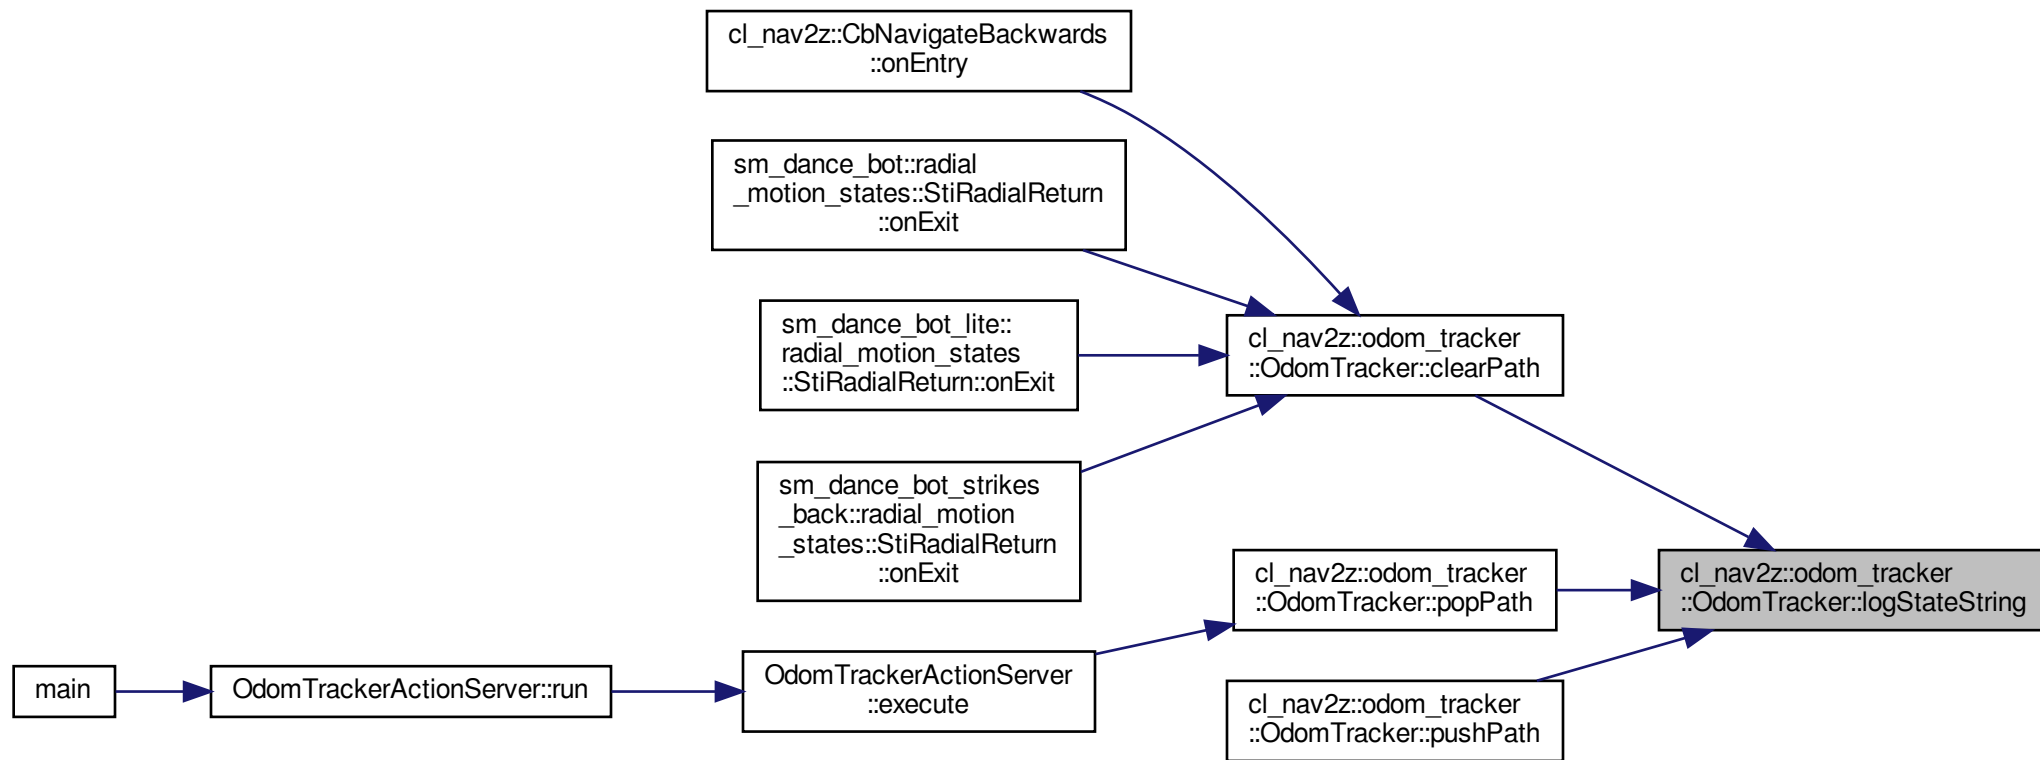 cl_nav2z::CbNavigateBackwards
::onEntry
sm_dance_bot::radial
_motion_states::StiRadialReturn
::onExit
sm_dance_bot_lite::
radial_motion_states
::StiRadialReturn::onExit
cl_nav2z::odom_tracker
::OdomTracker::clearPath
sm_dance_bot_strikes
_back::radial_motion
_states::StiRadialReturn
::onExit
cl_nav2z::odom_tracker
::OdomTracker::popPath
cl_nav2z::odom_tracker
::OdomTracker::logStateString
main
OdomTrackerActionServer::run
OdomTrackerActionServer
::execute
cl_nav2z::odom_tracker
::OdomTracker::pushPath